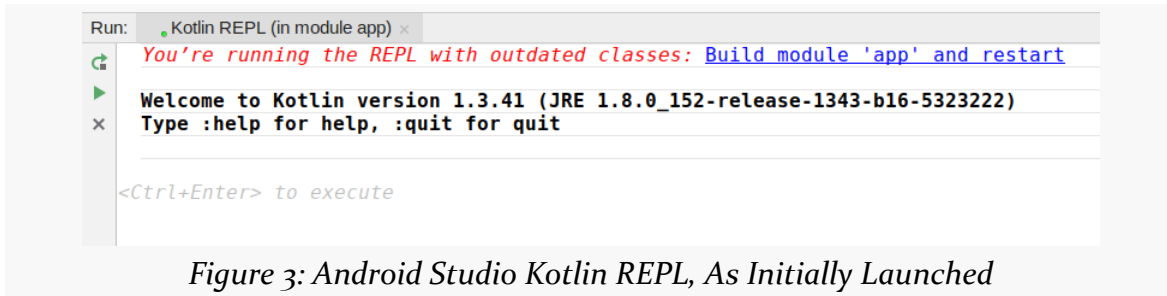 Run: Kotlin REPL (in module app) ×
You're running the REPL with outdated classes: Build module 'app' and restart
Welcome to Kotlin version 1.3.41 (JRE 1.8.0_152-release-1343-b16-5323222)
Type :help for help, :quit for quit
<Ctrl+Enter> to execute
Figure 3: Android Studio Kotlin REPL, As Initially Launched